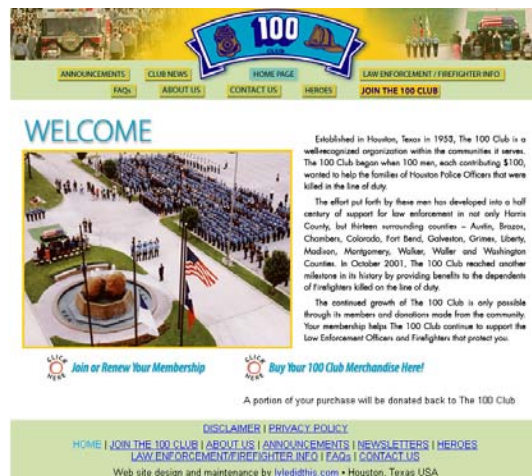 100
CLUB
ANNOUNCEMENTS CLUB NEWS HOME PAGE LAW ENFORCEMENT / FIREFIGHTER INFO
FAQs ABOUT US CONTACT US HEROES JOIN THE 100 CLUB
WELCOME
Established in Houston, Texas in 1953, The 100 Club is a
well-recognized organization within the communities it serves.
The 100 Club began when 100 men, each contributing $100,
wanted to help the families of Houston Police Officers that were
killed in the line of duty.
The effort put forth by these men has developed into a half
century of support for law enforcement in not only Harris
County, but thirteen surrounding counties – Austin, Brazos,
Chambers, Colorado, Fort Bend, Galveston, Grimes, Liberty,
Madison, Montgomery, Walker, Waller and Washington
Counties. In October 2001, The 100 Club reached another
milestone in its history by providing benefits to the dependents
of Firefighters killed on the line of duty.
The continued growth of The 100 Club is only possible
through its members and donations made from the community.
Your membership helps The 100 Club continue to support the
Law Enforcement Officers and Firefighters that protect you.
CLICK HERE Join or Renew Your Membership
CLICK HERE Buy Your 100 Club Merchandise Here!
A portion of your purchase will be donated back to The 100 Club
DISCLAIMER | PRIVACY POLICY
HOME | JOIN THE 100 CLUB | ABOUT US | ANNOUNCEMENTS | NEWSLETTERS | HEROES
LAW ENFORCEMENT/FIREFIGHTER INFO | FAQs | CONTACT US
Web site design and maintenance by lyledidthis.com • Houston, Texas USA